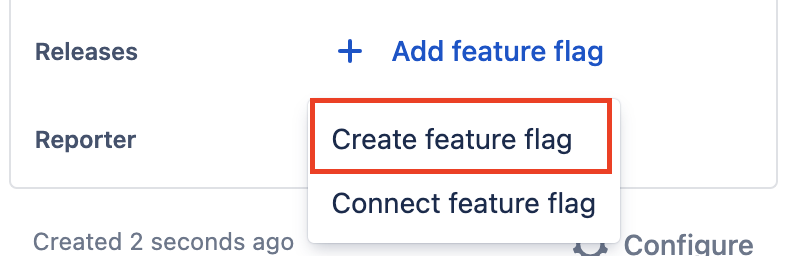 Releases
+ Add feature flag
Reporter
Create feature flag
Connect feature flag
Created 2 seconds ago
Configure